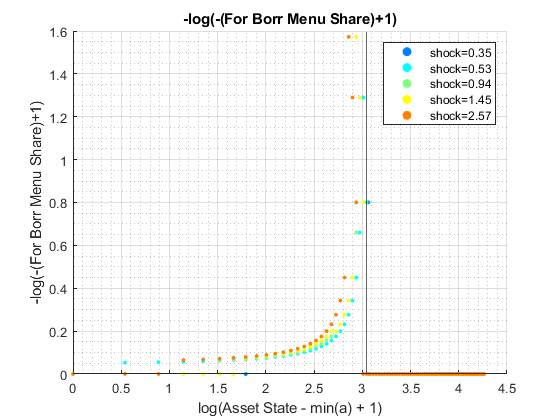 -log(-(For Borr Menu Share)+1)
-log(-(For Borr Menu Share)+1)
1.6
1.4
1.2
1
0.8
0.6
0.4
0.2
0
shock=0.35
shock=0.53
shock=0.94
shock=1.45
shock=2.57
0 0.5 1 1.5 2 2.5 3 3.5 4 4.5
log(Asset State - min(a) + 1)